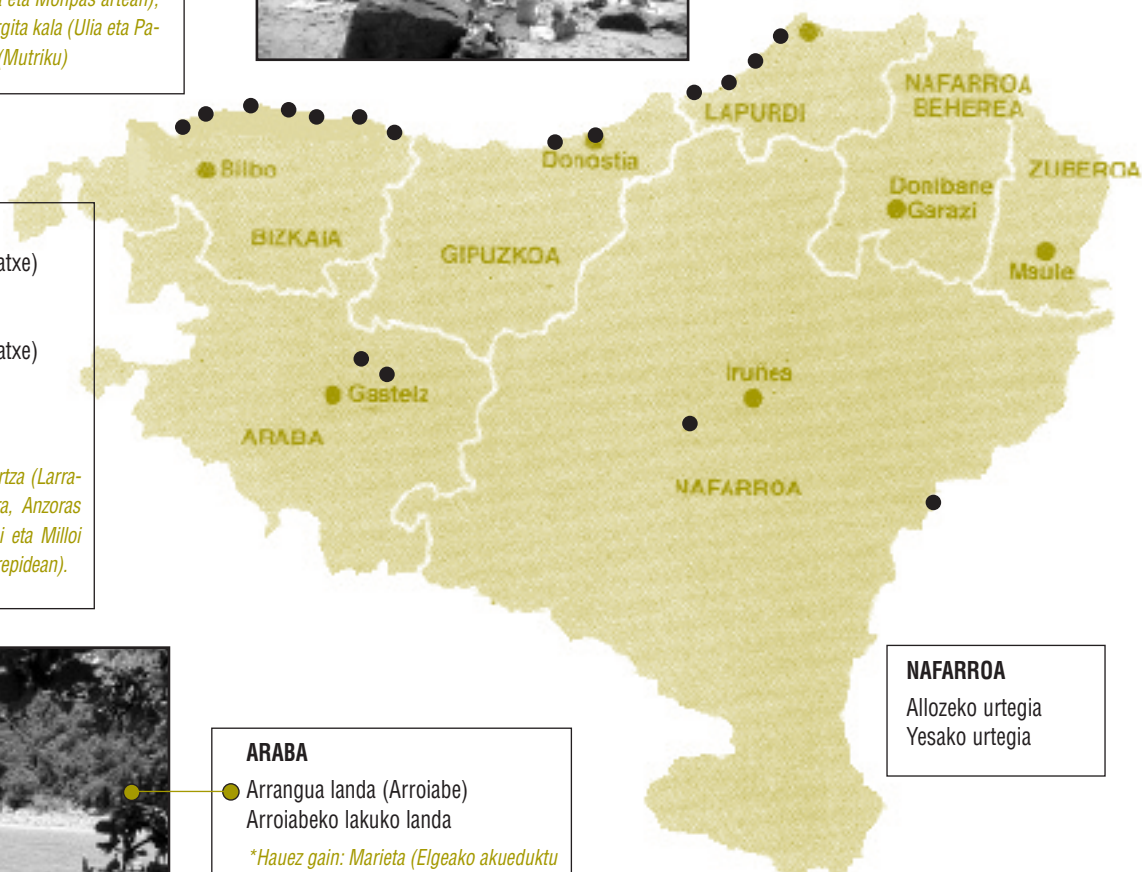 eta Monpas artean),
rgita kala (Ulia eta Pa-
(Mutriku)
NAFARROA
BEHEREA
LAPURDI
ZUBEROA
Donostia
Bilbo
Donibane
Garazi
BIZKAIA
GIPUZKOA
Maule
atxe)
atxe)
Iruñea
Gasteiz
ARABA
NAFARROA
rtza (Larra-
a, Anzoras
i eta Milloi
repidean).
NAFARROA
Allozeko urtegia
Yesako urtegia
ARABA
Arrangua landa (Arroiabe)
Arroiabeko lakuko landa
*Hauez gain: Marieta (Elgeako akueduktu